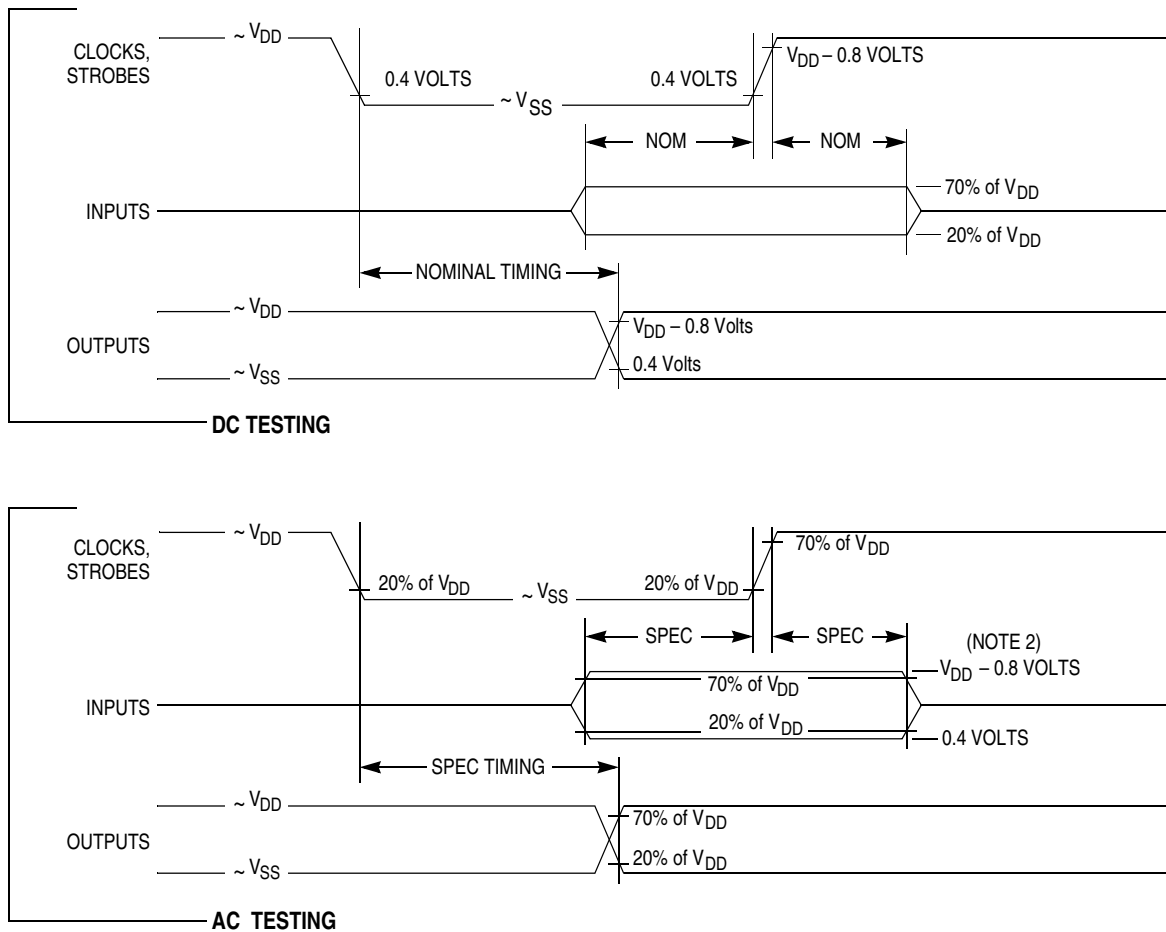 ~ VDD
CLOCKS,
STROBES
0.4 VOLTS
~ VSS
0.4 VOLTS
VDD – 0.8 VOLTS
NOM
NOM
INPUTS
70% of VDD
20% of VDD
NOMINAL TIMING
OUTPUTS
~ VDD
~ VSS
VDD – 0.8 Volts
0.4 Volts
DC TESTING
~ VDD
CLOCKS,
STROBES
20% of VDD
~ VSS
20% of VDD
70% of VDD
SPEC
SPEC
(NOTE 2)
VDD – 0.8 VOLTS
INPUTS
70% of VDD
20% of VDD
0.4 VOLTS
SPEC TIMING
OUTPUTS
~ VDD
~ VSS
70% of VDD
20% of VDD
AC TESTING